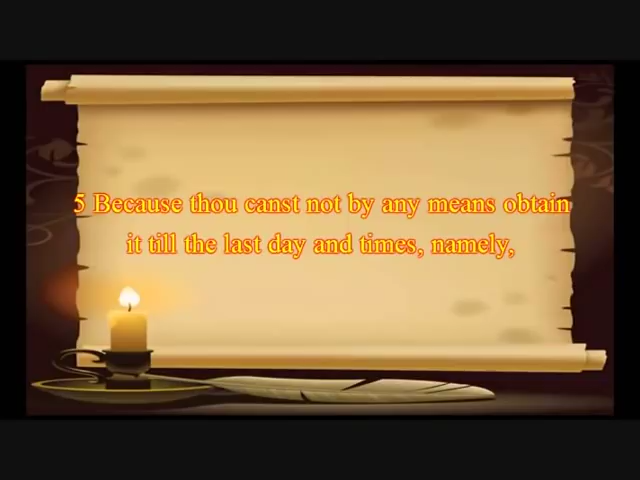 5 Because thou canst not by any means obtain
it till the last day and times, namely,